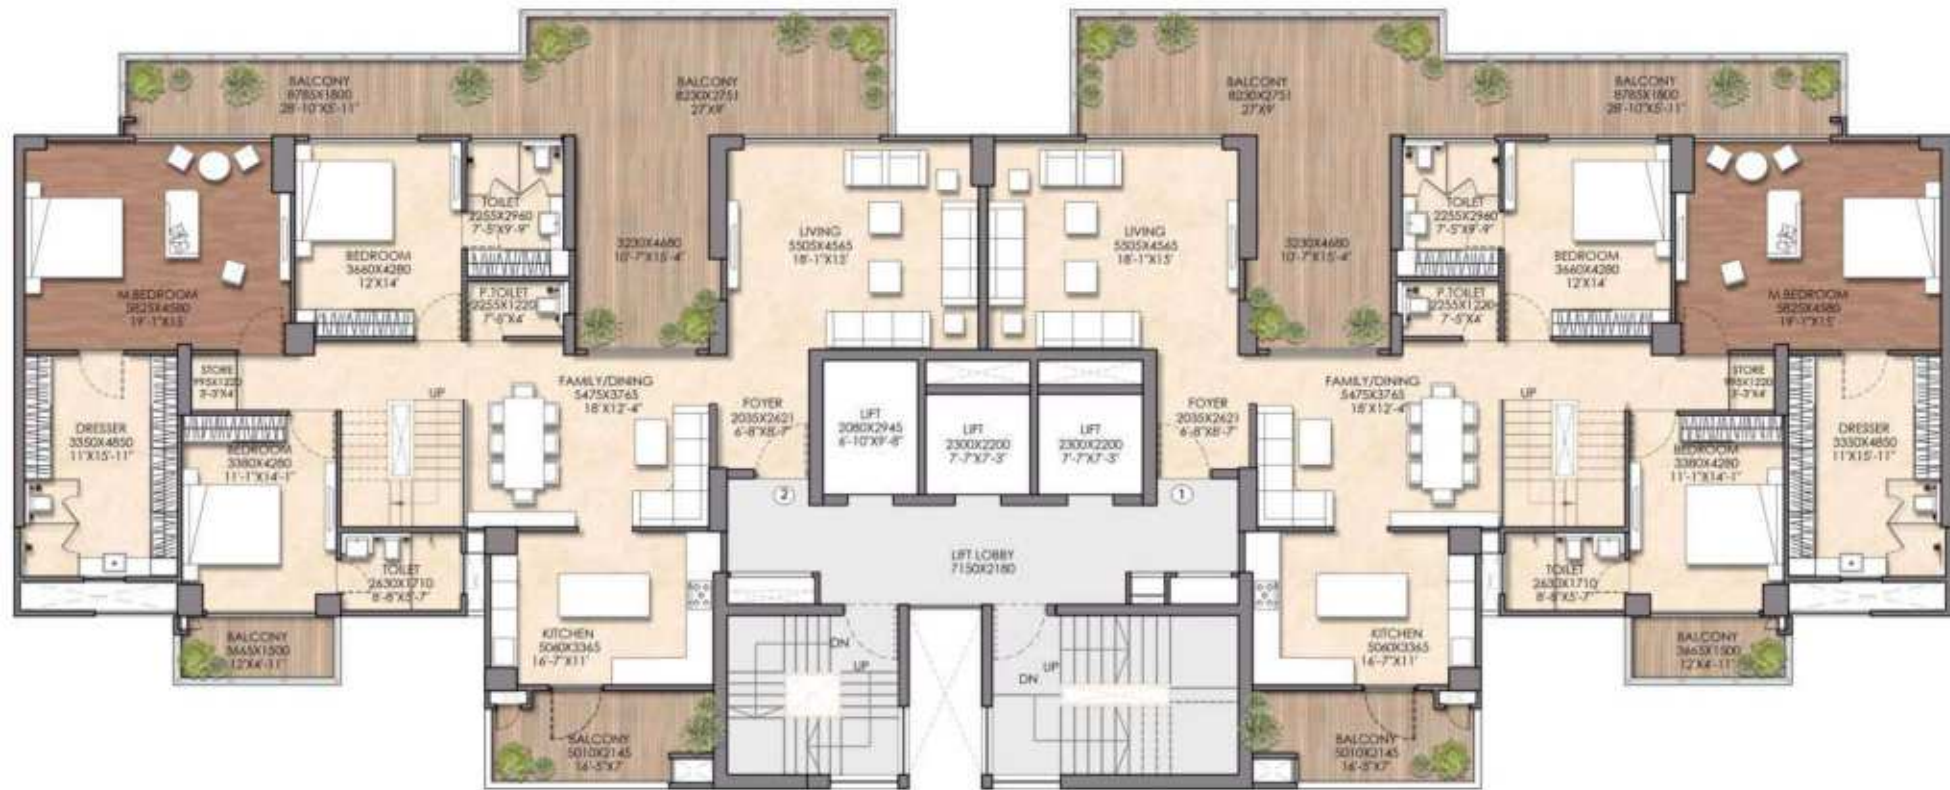 BALCONY
8785X1800
28'-10"X5'-11"
BALCONY
8230X2751
27'X9'
BALCONY
8230X2751
27'X9'
BALCONY
8785X1800
28'-10"X5'-11"
M.BEDROOM
5825X4580
19'-1"X15'
BEDROOM
3660X4280
12'X14'
TOILET
2255X2960
7'-5"X9'-9"
P.TOILET
2255X1220
7'-5"X4'
3230X4680
10'-7"X15'-4"
LIVING
5505X4565
18'-1"X15'
LIVING
5505X4565
18'-1"X15'
3230X4680
10'-7"X15'-4"
TOILET
2255X2960
7'-5"X9'-9"
P.TOILET
2255X1220
7'-5"X4'
BEDROOM
3660X4280
12'X14'
M.BEDROOM
5825X4580
19'-1"X15'
DRESSER
3350X4850
11'X15'-11"
STORE
995X1220
3'-3"X4'
UP
BEDROOM
3380X4280
11'-1"X14'-1"
FAMILY/DINING
5475X3765
18'X12'-4"
FOYER
2035X2621
6'-8"X8'-7"
LIFT
2080X2945
6'-10"X9'-8"
LIFT
2300X2200
7'-7"X7'-3"
LIFT
2300X2200
7'-7"X7'-3"
FOYER
2035X2621
6'-8"X8'-7"
FAMILY/DINING
5475X3765
18'X12'-4"
UP
STORE
995X1220
3'-3"X4'
BEDROOM
3380X4280
11'-1"X14'-1"
DRESSER
3350X4850
11'X15'-11"
2
1
TOILET
2630X1710
8'-8"X5'-7"
LIFT LOBBY
7150X2180
TOILET
2630X1710
8'-8"X5'-7"
BALCONY
3665X1500
12'X4'-11"
KITCHEN
5060X3365
16'-7"X11'
DN
UP
UP
DN
KITCHEN
5060X3365
16'-7"X11'
BALCONY
3665X1500
12'X4'-11"
BALCONY
5010X2145
16'-5"X7'
BALCONY
5010X2145
16'-5"X7'